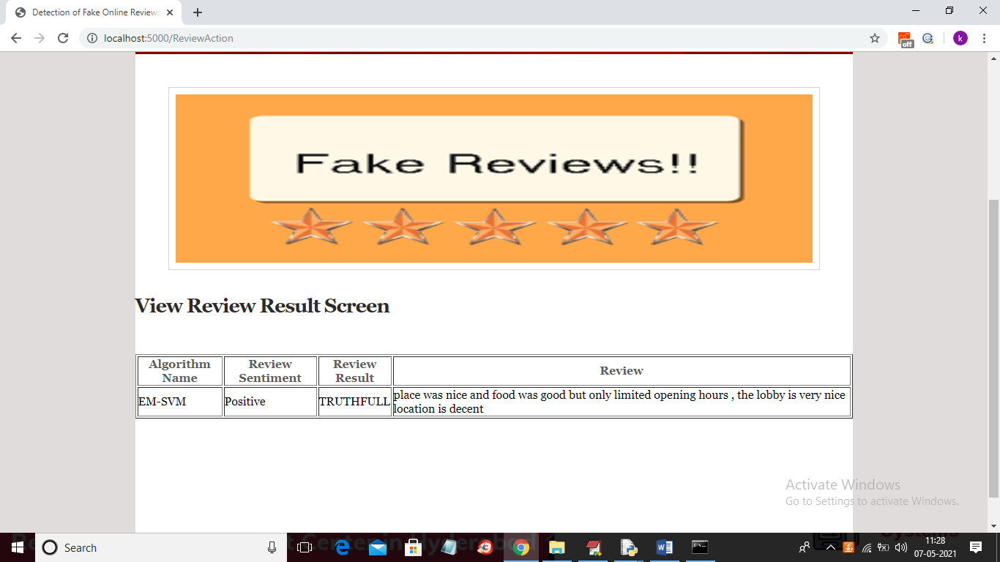 Detection of Fake Online Reviews
localhost:5000/ReviewAction
off
k
Fake Reviews!!
View Review Result Screen
Algorithm Name
Review Sentiment
Review Result
Review
EM-SVM
Positive
TRUTHFULL
place was nice and food was good but only limited opening hours , the lobby is very nice
location is decent
Activate Windows
Go to Settings to activate Windows.
Search
11:28
07-05-2021